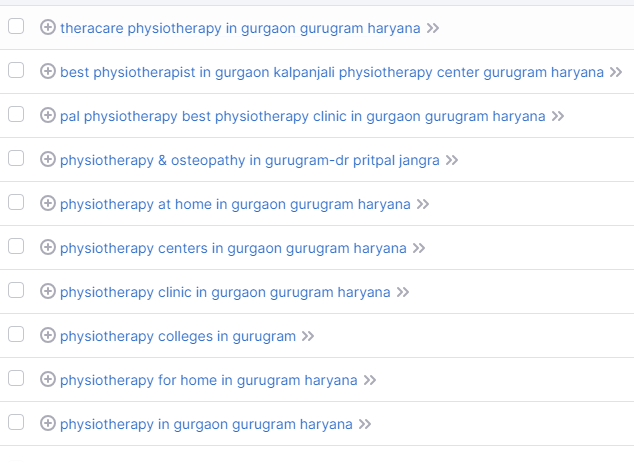 theracare physiotherapy in gurgaon gurugram haryana
best physiotherapist in gurgaon kalpanjali physiotherapy center gurugram haryana
pal physiotherapy best physiotherapy clinic in gurgaon gurugram haryana
physiotherapy & osteopathy in gurugram-dr pritpal jangra
physiotherapy at home in gurgaon gurugram haryana
physiotherapy centers in gurgaon gurugram haryana
physiotherapy clinic in gurgaon gurugram haryana
physiotherapy colleges in gurugram
physiotherapy for home in gurugram haryana
physiotherapy in gurgaon gurugram haryana